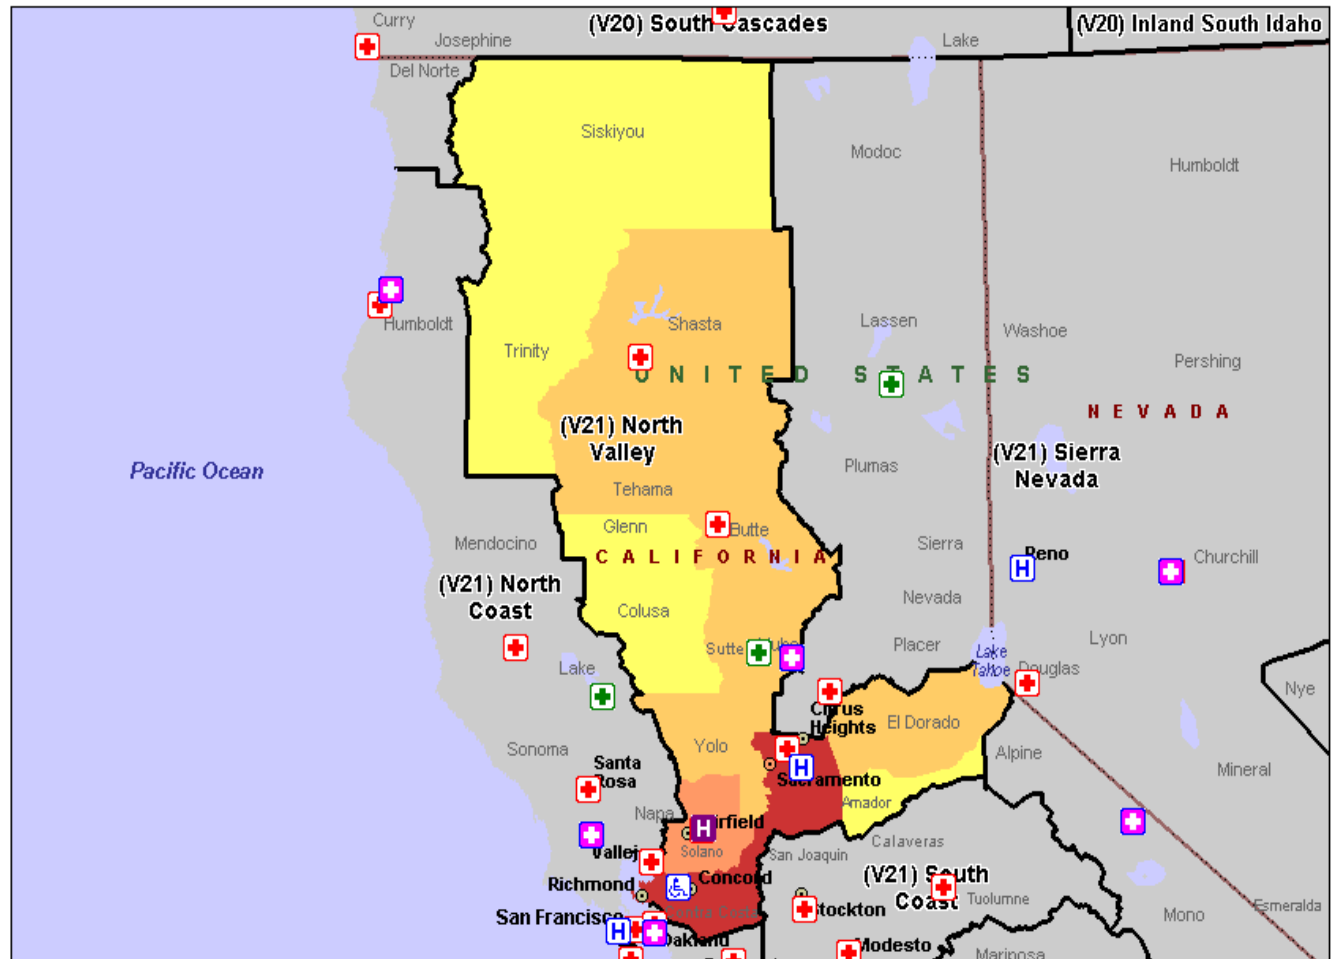 Curry
(V20) South Cascades
(V20) Inland South Idaho
Josephine
Lake
Del Norte
Siskiyou
Modoc
Humboldt
Humboldt
Shasta
Lassen
Washoe
Trinity
Pershing
UNITED STATES
NEVADA
(V21) North
Valley
(V21) Sierra
Nevada
Pacific Ocean
Plumas
Tehama
Glenn
Butte
Mendocino
CALIFORNIA
Sierra
Reno
H
Churchill
(V21) North
Coast
Colusa
Nevada
Placer
Lyon
Lake
Tahoe
Lake
Douglas
Nye
Citrus
Heights
El Dorado
Sonoma
Yolo
Alpine
Santa
Rosa
H
Sacramento
Mineral
Amador
Napa
H
Solano
San Joaquin
Calaveras
Richmond
Concord
(V21) South
Coast
Tuolumne
Contra Costa
San Francisco
Stockton
Mono
Esmeralda
H
Oakland
Modesto
Mariposa